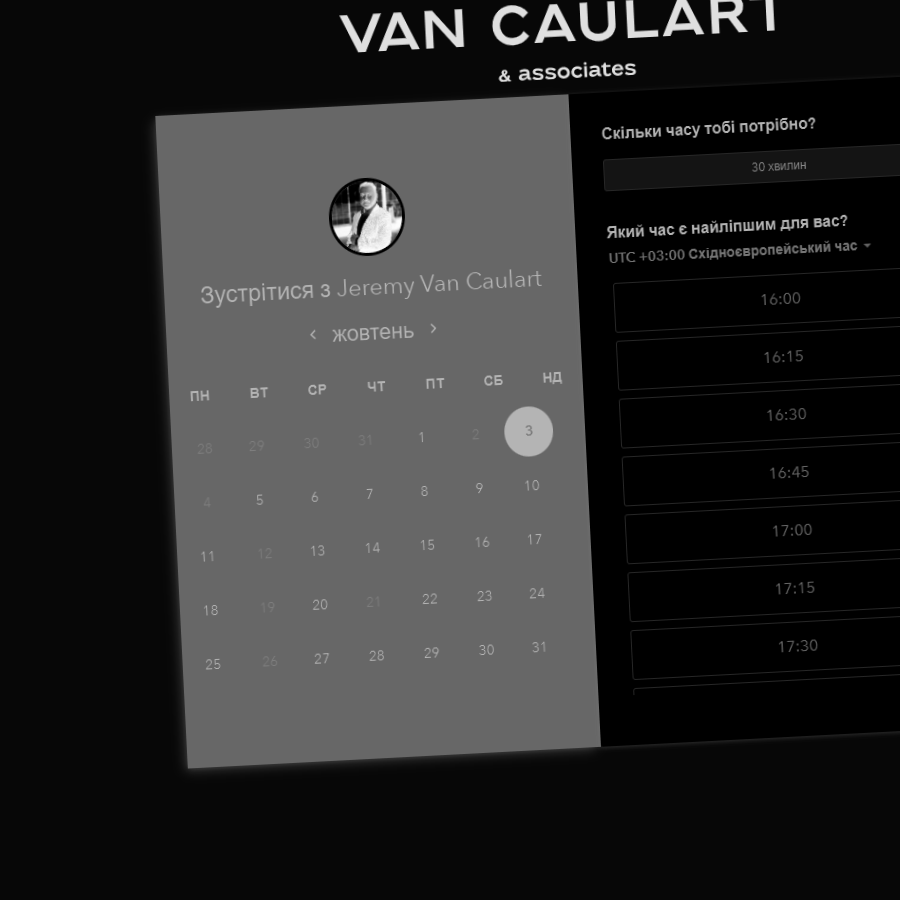 VAN CAULART
& associates
Зустрітися з Jeremy Van Caulart
‹ жовтень ›
ПН ВТ СР ЧТ ПТ СБ НД
28 29 30 31 1 2 3
4 5 6 7 8 9 10
11 12 13 14 15 16 17
18 19 20 21 22 23 24
25 26 27 28 29 30 31
Скільки часу тобі потрібно?
30 хвилин
Який час є найліпшим для вас?
UTC +03:00 Східноєвропейський час
16:00
16:15
16:30
16:45
17:00
17:15
17:30